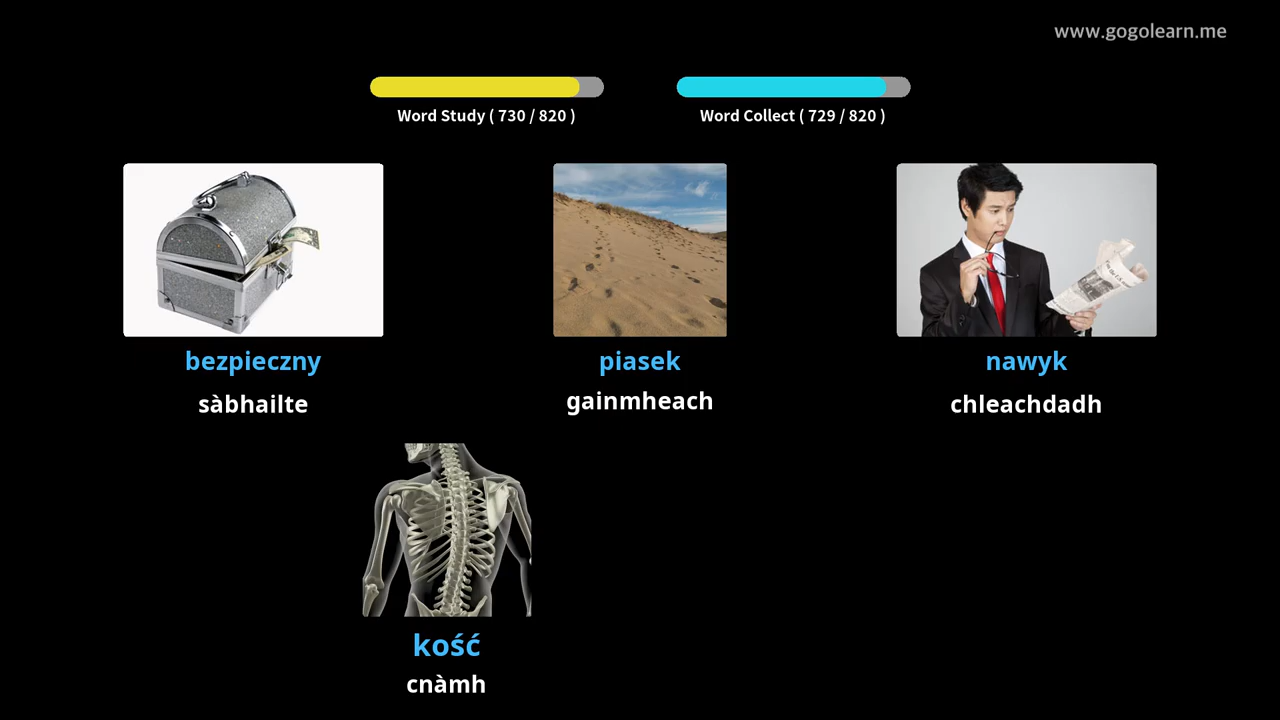 www.gogolearn.me
Word Study ( 730 / 820 )
Word Collect ( 729 / 820 )
bezpieczny
piasek
nawyk
sàbhailte
gainmheach
chleachdadh
kość
cnàmh